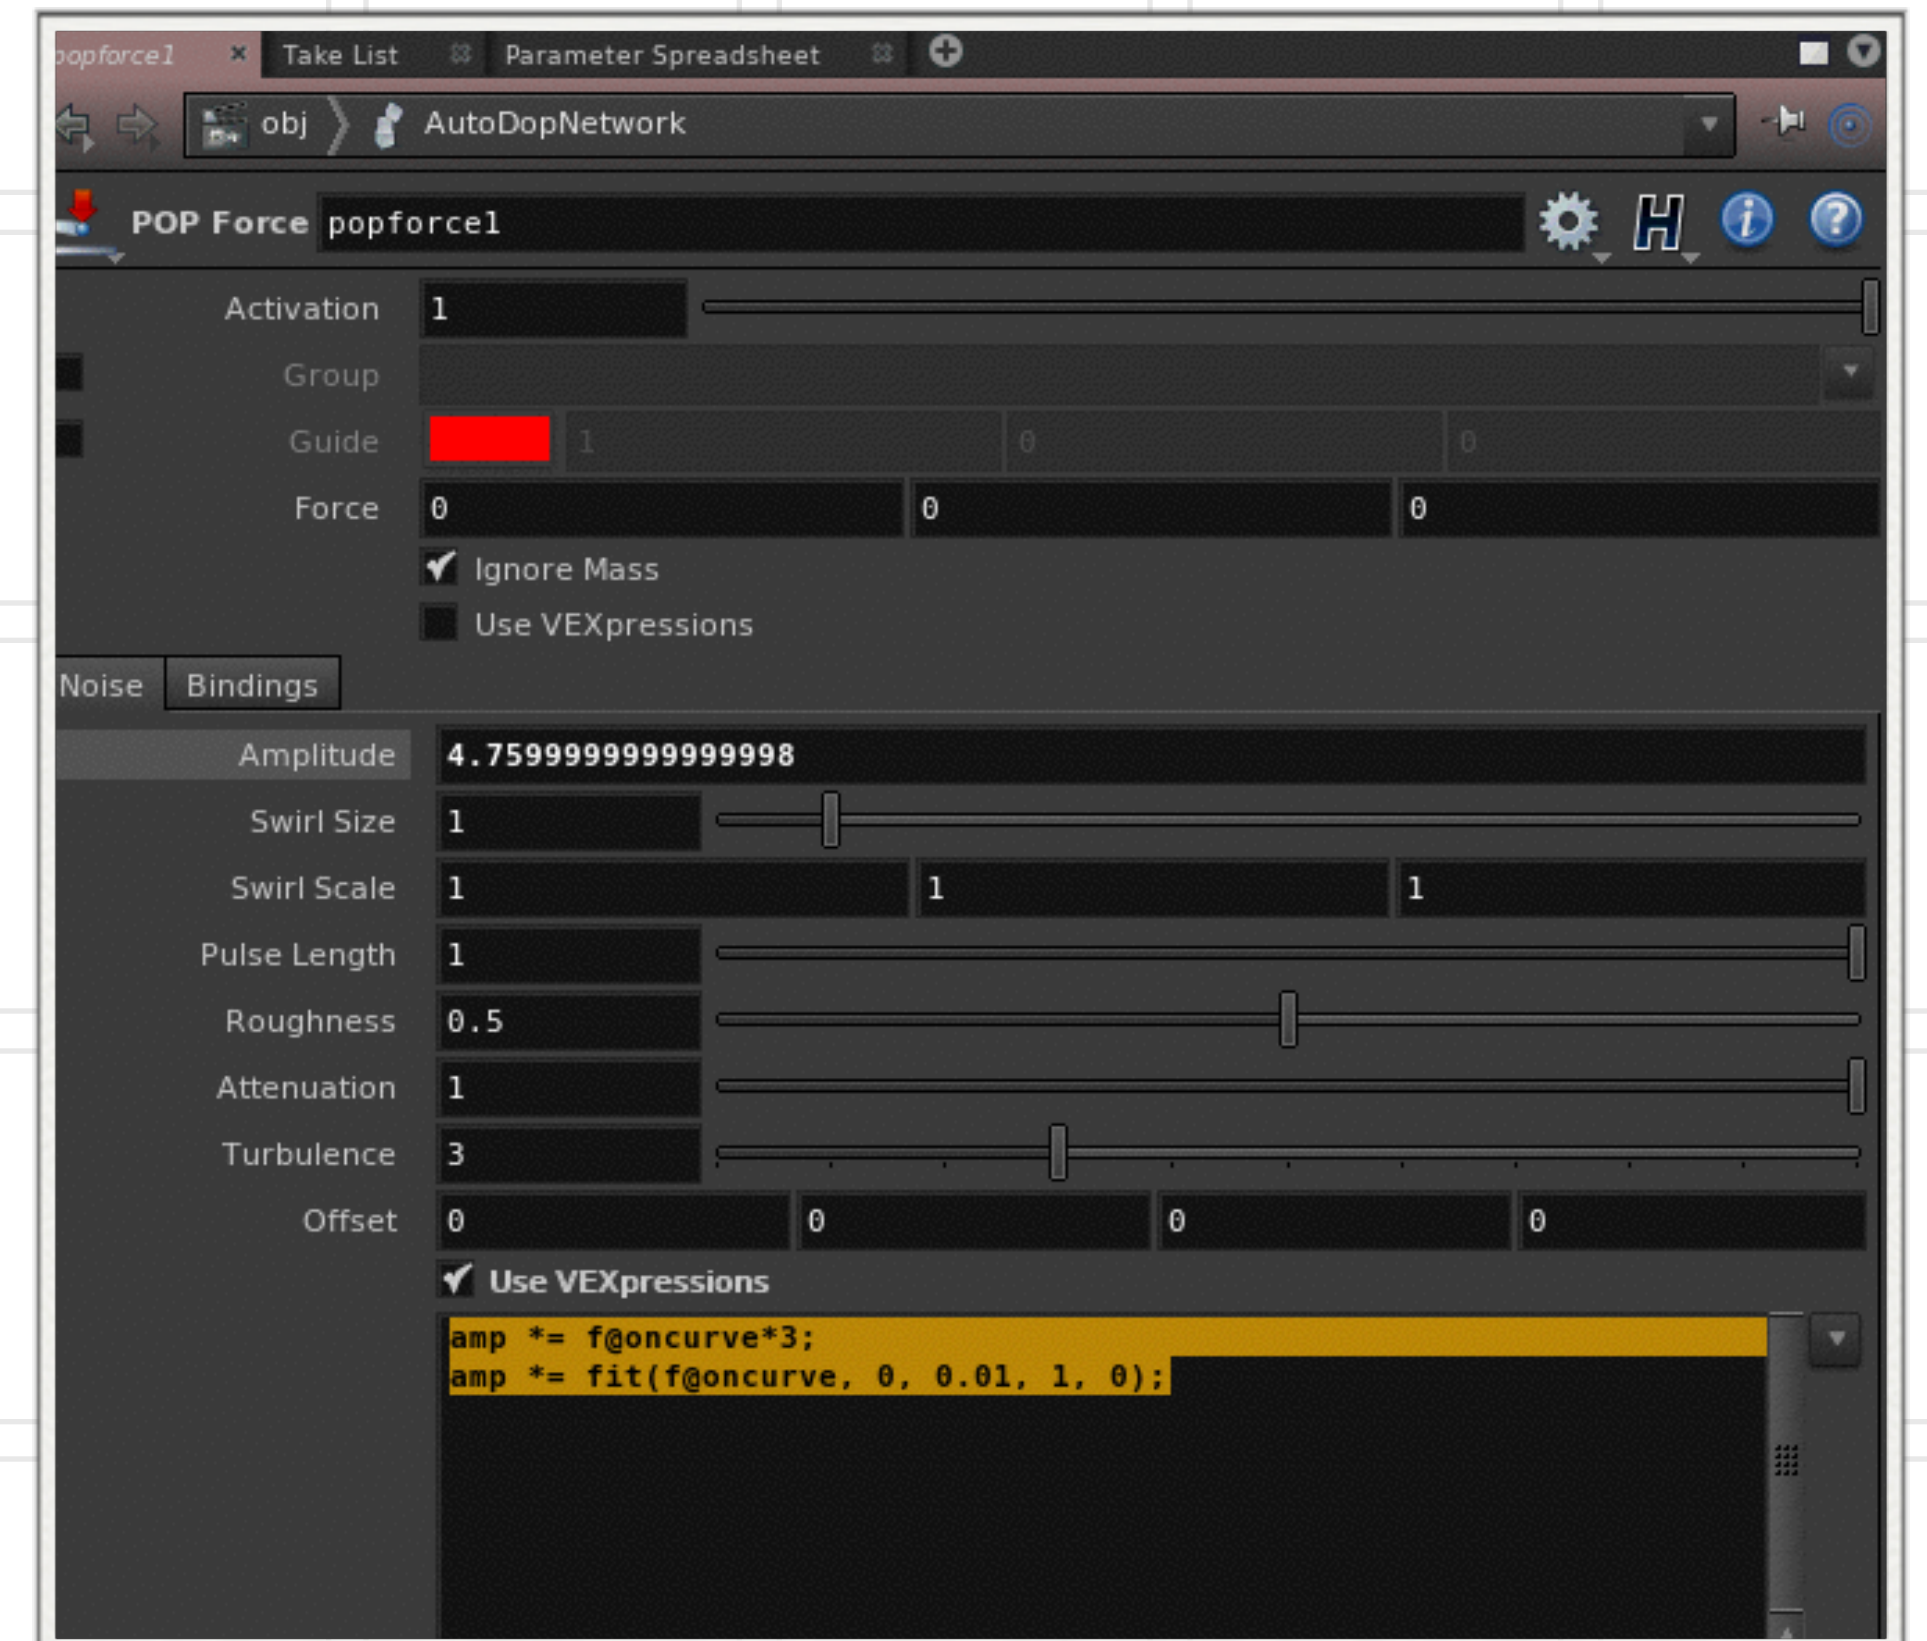 popforce1 Take List Parameter Spreadsheet
obj AutoDopNetwork
POP Force popforce1
Activation 1
Group
Guide 1 0 0
Force 0 0 0
Ignore Mass
Use VEXpressions
Noise Bindings
Amplitude 4.7599999999999998
Swirl Size 1
Swirl Scale 1 1 1
Pulse Length 1
Roughness 0.5
Attenuation 1
Turbulence 3
Offset 0 0 0 0
Use VEXpressions
amp *= f@oncurve*3;
amp *= fit(f@oncurve, 0, 0.01, 1, 0);